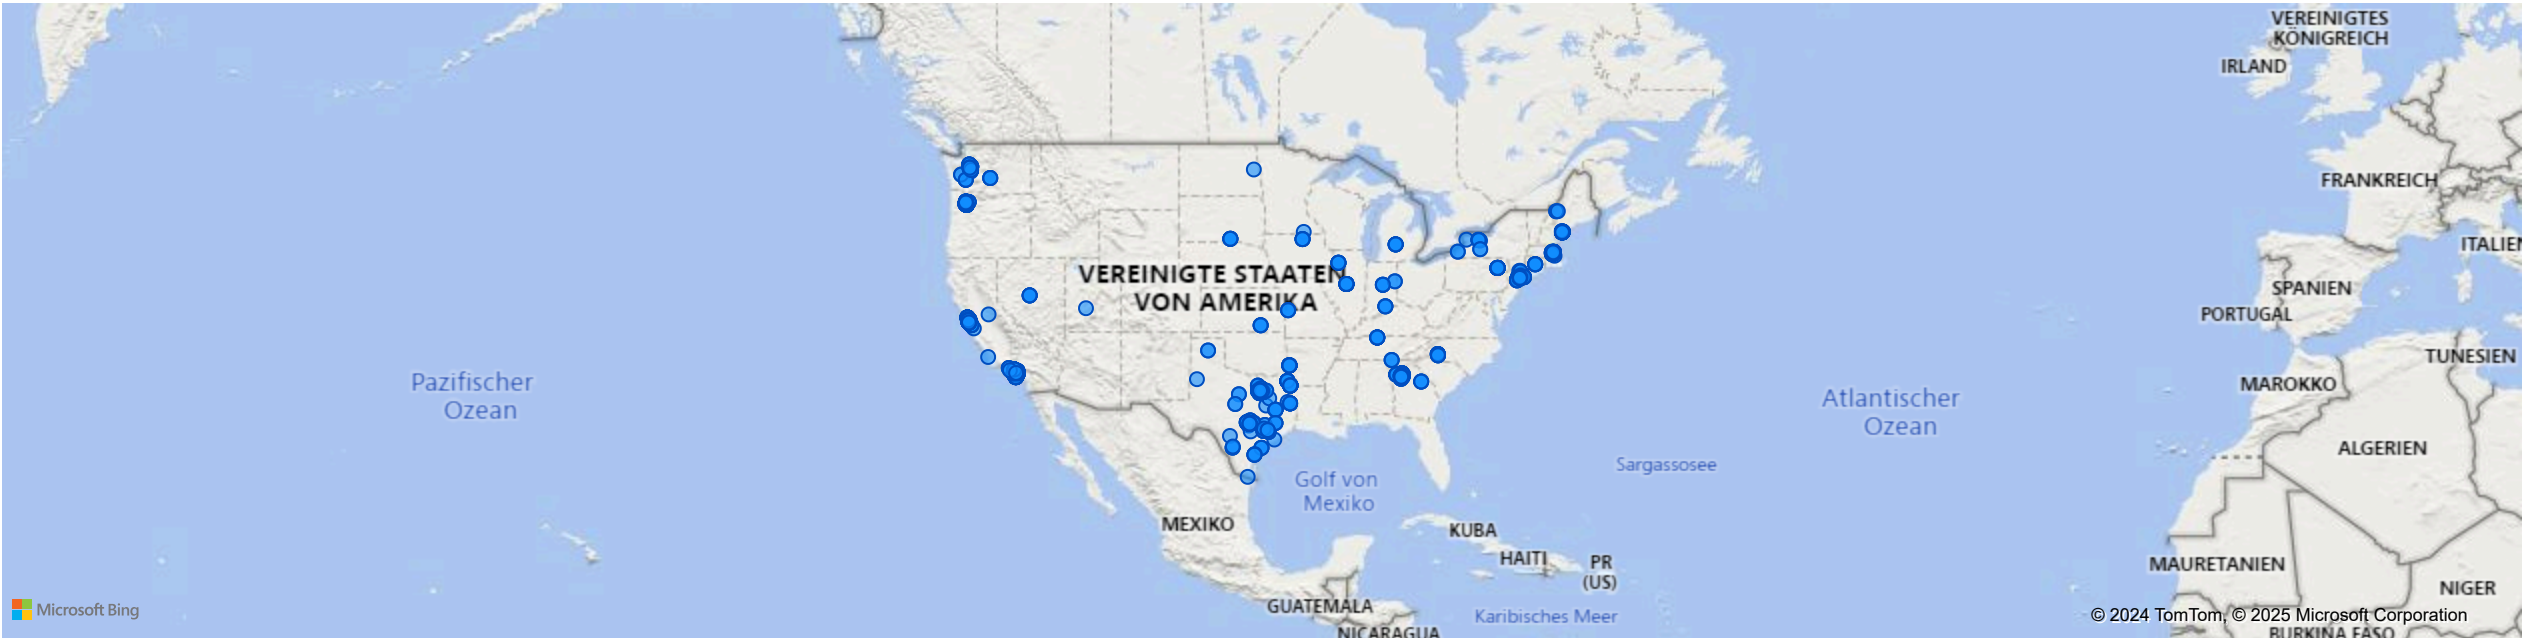 VEREINIGTES
KÖNIGREICH
IRLAND
FRANKREICH
ITALIEN
VEREINIGTE STAATEN
VON AMERIKA
SPANIEN
PORTUGAL
TUNESIEN
Pazifischer
Ozean
MAROKKO
Atlantischer
Ozean
ALGERIEN
Sargassosee
Golf von
Mexiko
MEXIKO
KUBA
HAITI
PR
(US)
MAURETANIEN
NIGER
GUATEMALA
Karibisches Meer
NICARAGUA
BURKINA FASO
Microsoft Bing
© 2024 TomTom, © 2025 Microsoft Corporation